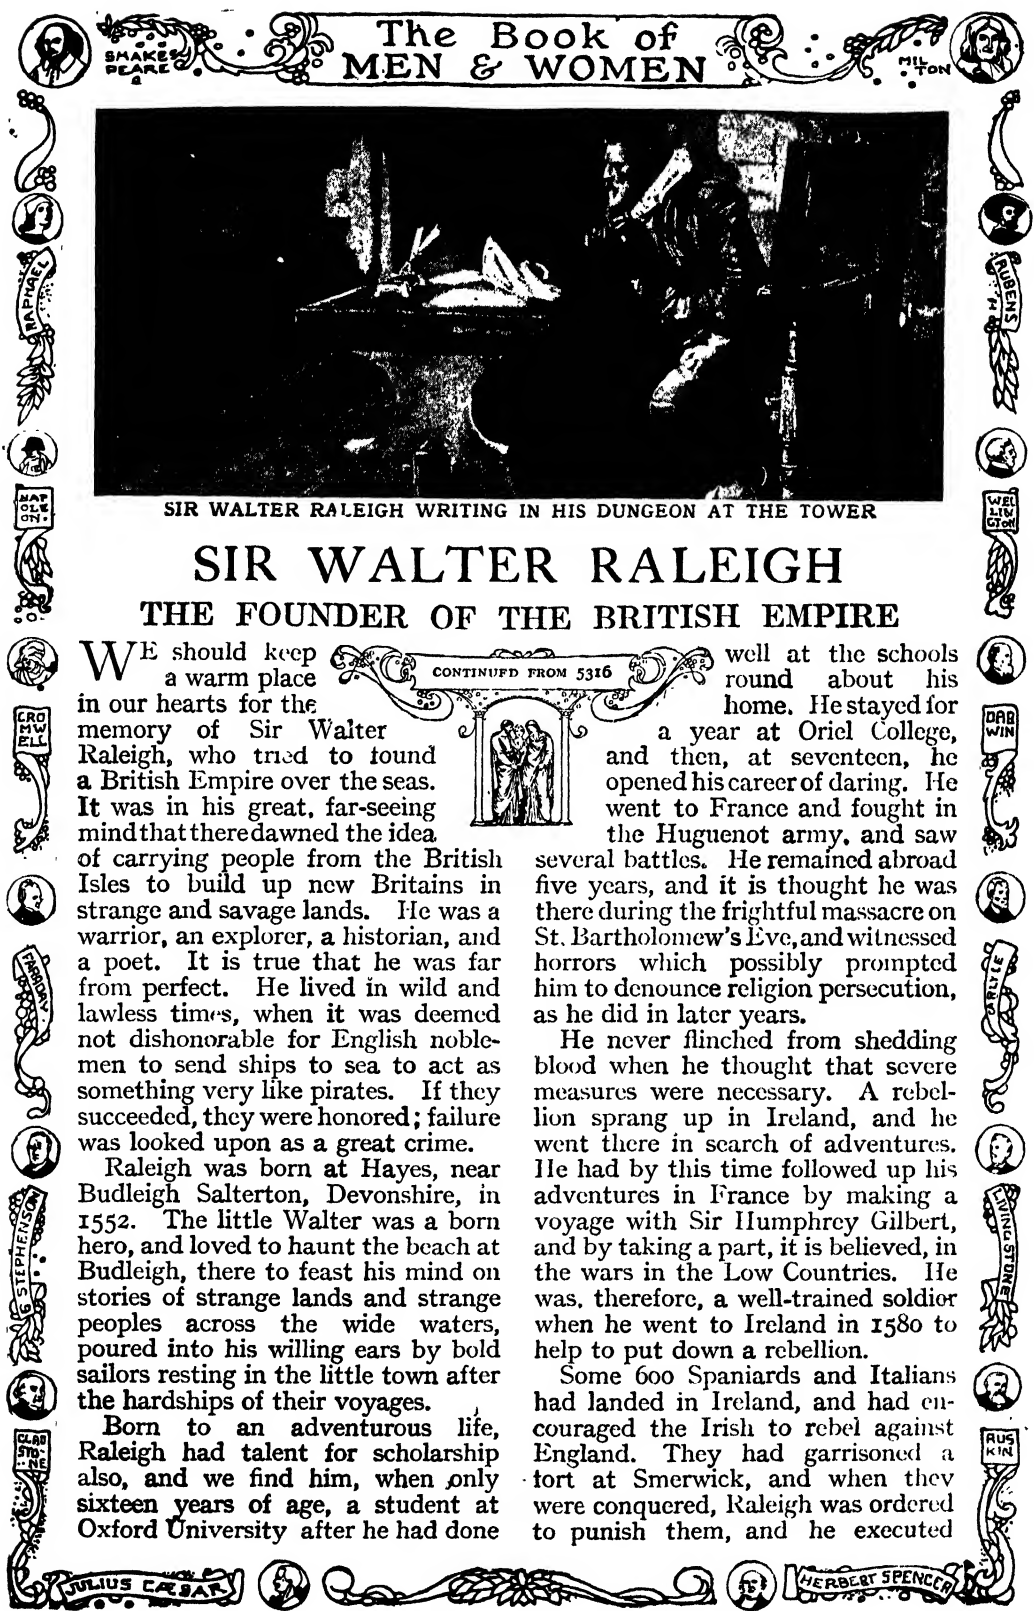 The Book of
MEN & WOMEN
SHAKES
PEARE
&
MIL
TON
RAPHAEL
RUBENS
NAP
OLE
ON
WEL
LIN
GTON
CRO
MW
ELL
DAR
WIN
FARADAY
CARLYLE
G STEPHENSON
LIVINGSTONE
GLAD
STO
NE
RUS
KIN
JULIUS CÆSAR
HERBERT SPENCER
SIR WALTER RALEIGH WRITING IN HIS DUNGEON AT THE TOWER
SIR WALTER RALEIGH
THE FOUNDER OF THE BRITISH EMPIRE
CONTINUED FROM 5316
WE should keep
a warm place
in our hearts for the
memory of Sir Walter
Raleigh, who tried to found
a British Empire over the seas.
It was in his great, far-seeing
mind that there dawned the idea
of carrying people from the British
Isles to build up new Britains in
strange and savage lands. He was a
warrior, an explorer, a historian, and
a poet. It is true that he was far
from perfect. He lived in wild and
lawless times, when it was deemed
not dishonorable for English noble-
men to send ships to sea to act as
something very like pirates. If they
succeeded, they were honored; failure
was looked upon as a great crime.
Raleigh was born at Hayes, near
Budleigh Salterton, Devonshire, in
1552. The little Walter was a born
hero, and loved to haunt the beach at
Budleigh, there to feast his mind on
stories of strange lands and strange
peoples across the wide waters,
poured into his willing ears by bold
sailors resting in the little town after
the hardships of their voyages.
Born to an adventurous life,
Raleigh had talent for scholarship
also, and we find him, when only
sixteen years of age, a student at
Oxford University after he had done
well at the schools
round about his
home. He stayed for
a year at Oriel College,
and then, at seventeen, he
opened his career of daring. He
went to France and fought in
the Huguenot army, and saw
several battles. He remained abroad
five years, and it is thought he was
there during the frightful massacre on
St. Bartholomew's Eve, and witnessed
horrors which possibly prompted
him to denounce religion persecution,
as he did in later years.
He never flinched from shedding
blood when he thought that severe
measures were necessary. A rebel-
lion sprang up in Ireland, and he
went there in search of adventures.
He had by this time followed up his
adventures in France by making a
voyage with Sir Humphrey Gilbert,
and by taking a part, it is believed, in
the wars in the Low Countries. He
was, therefore, a well-trained soldier
when he went to Ireland in 1580 to
help to put down a rebellion.
Some 600 Spaniards and Italians
had landed in Ireland, and had en-
couraged the Irish to rebel against
England. They had garrisoned a
fort at Smerwick, and when they
were conquered, Raleigh was ordered
to punish them, and he executed